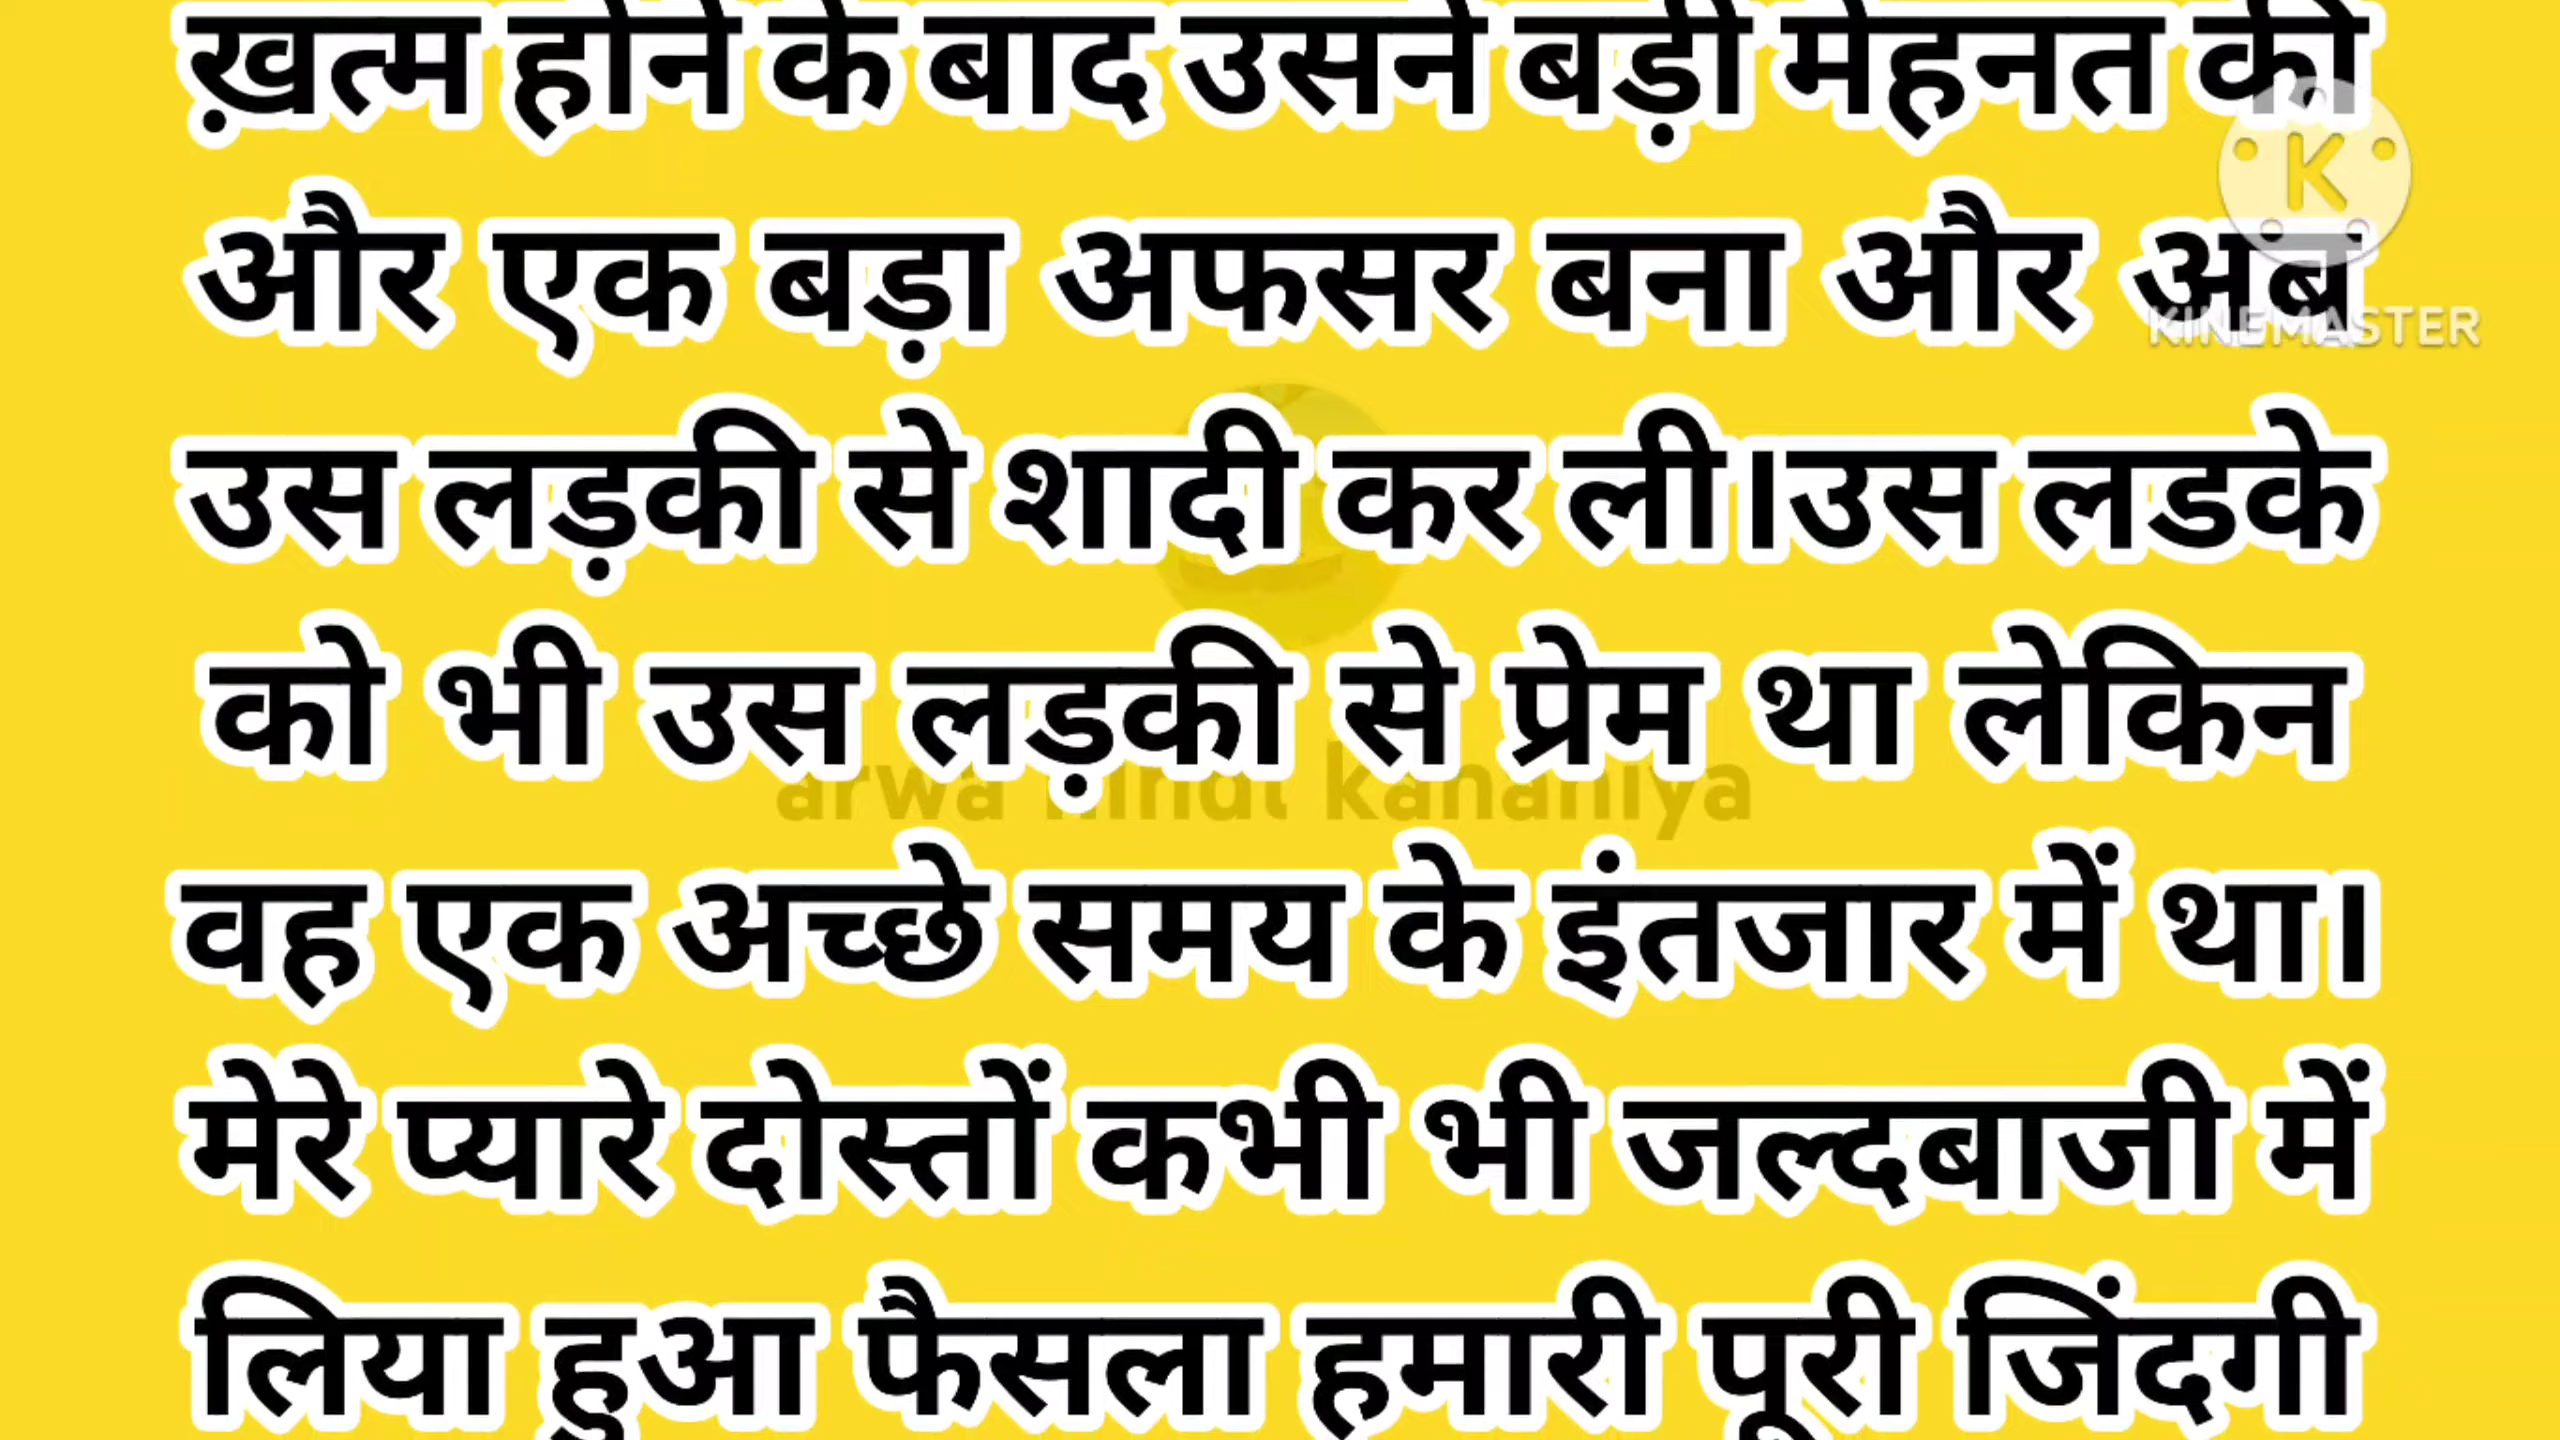 ख़त्म होने के बाद उसने बड़ी मेहनत की
और एक बड़ा अफसर बना और अब
KINEMASTER
उस लड़की से शादी कर ली।उस लडके
को भी उस लड़की से प्रेम था लेकिन
arwa hindi kahaniya
वह एक अच्छे समय के इंतजार में था।
मेरे प्यारे दोस्तों कभी भी जल्दबाजी में
लिया हुआ फैसला हमारी पूरी जिंदगी